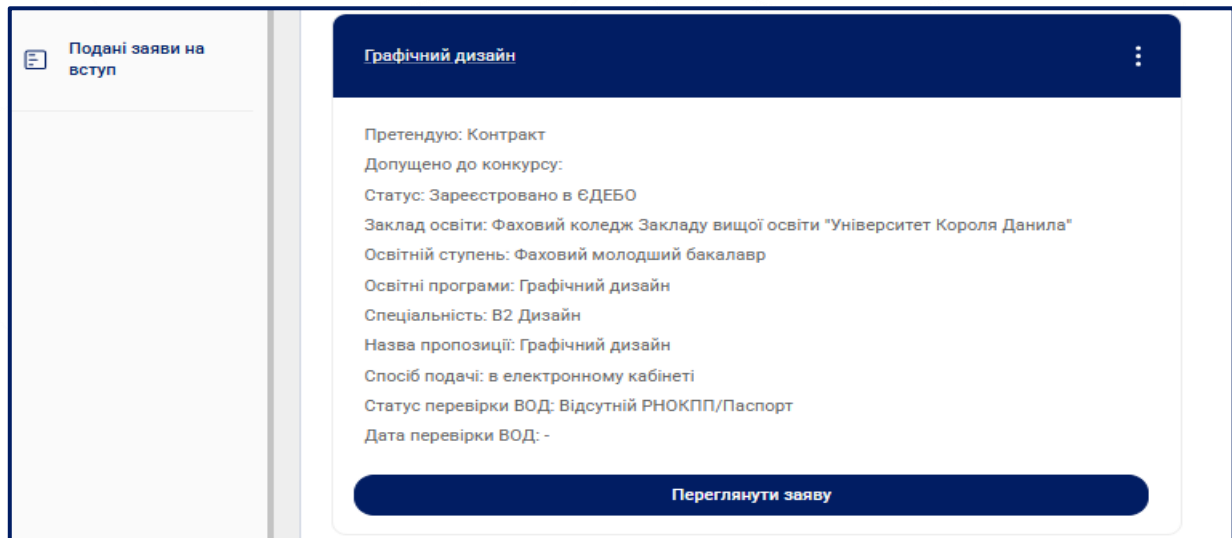 Подані заяви на
вступ
Графічний дизайн
Претендую: Контракт
Допущено до конкурсу:
Статус: Зареєстровано в ЄДЕБО
Заклад освіти: Фаховий коледж Закладу вищої освіти "Університет Короля Данила"
Освітній ступень: Фаховий молодший бакалавр
Освітні програми: Графічний дизайн
Спеціальність: B2 Дизайн
Назва пропозиції: Графічний дизайн
Спосіб подачі: в електронному кабінеті
Статус перевірки ВОД: Відсутній РНОКПП/Паспорт
Дата перевірки ВОД: -
Переглянути заяву